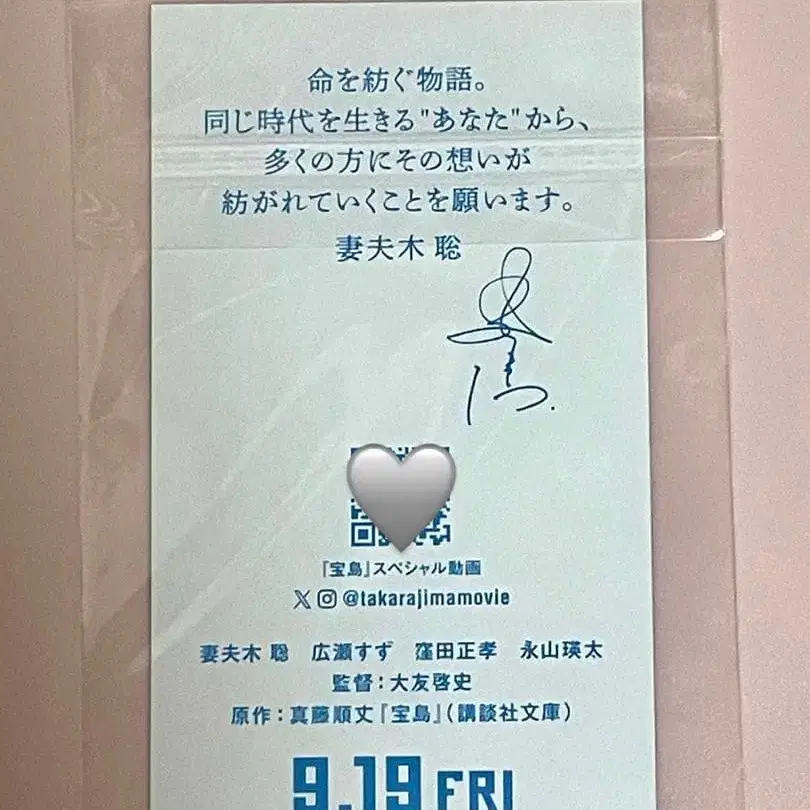 命を紡ぐ物語。
同じ時代を生きる"あなた"から、
多くの方にその想いが
紡がれていくことを願います。
妻夫木 聡
『宝島』スペシャル動画
X @takarajimamovie
妻夫木 聡 広瀬すず 窪田正孝 永山瑛太
監督：大友啓史
原作：真藤順丈『宝島』（講談社文庫）
9.19 FRI